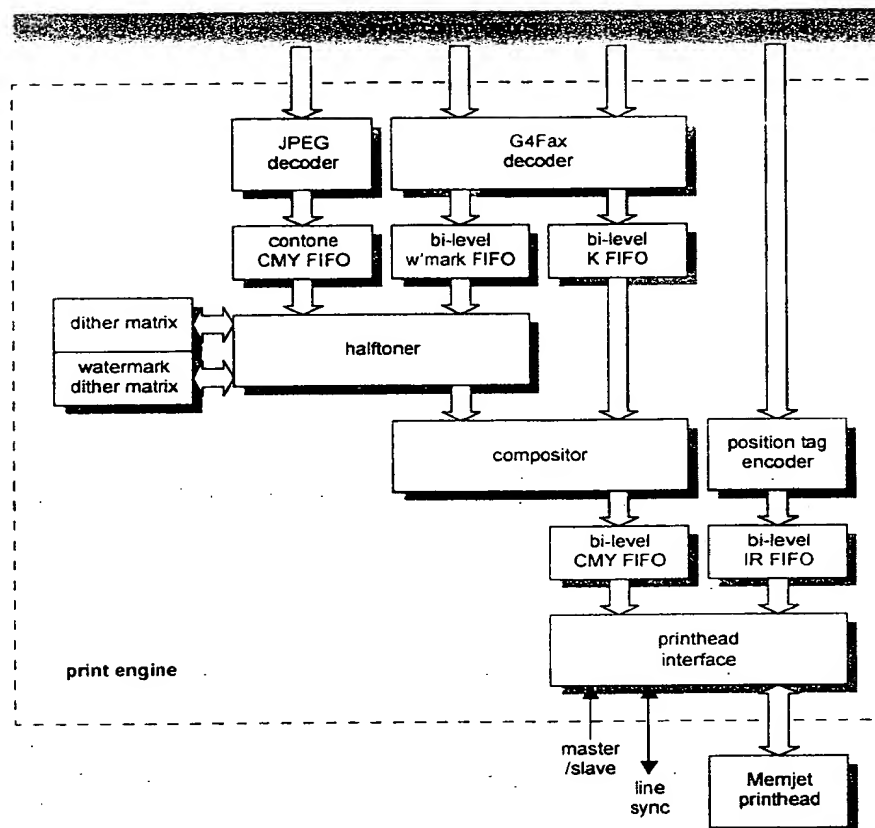 JPEG
decoder
G4Fax
decoder
contone
CMY FIFO
bi-level
w'mark FIFO
bi-level
K FIFO
dither matrix
watermark
dither matrix
halftoner
compositor
position tag
encoder
bi-level
CMY FIFO
bi-level
IR FIFO
printhead
interface
print engine
master
/slave
line
sync
Memjet
printhead